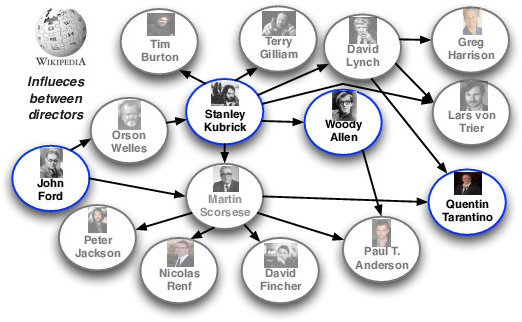 WIKIPEDIA
Influeces
between
directors
Tim
Burton
Terry
Gilliam
David
Lynch
Greg
Harrison
Orson
Welles
Stanley
Kubrick
Woody
Allen
Lars von
Trier
John
Ford
Martin
Scorsese
Quentin
Tarantino
Peter
Jackson
Nicolas
Renf
David
Fincher
Paul T.
Anderson